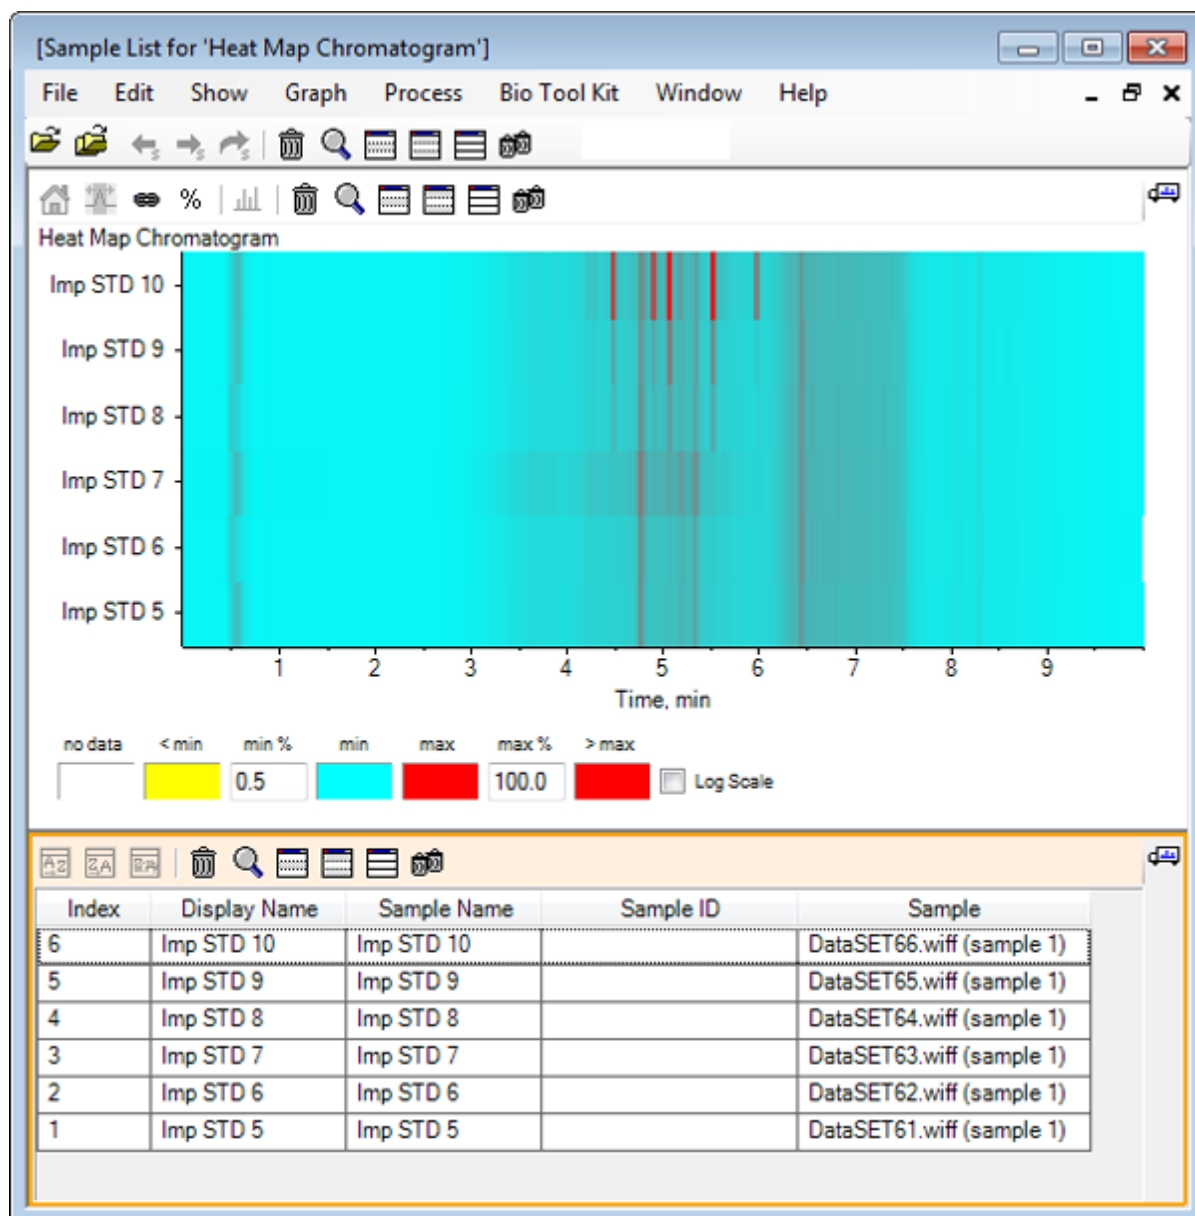 [Sample List for 'Heat Map Chromatogram']
File Edit Show Graph Process Bio Tool Kit Window Help
%
Heat Map Chromatogram
Imp STD 10
Imp STD 9
Imp STD 8
Imp STD 7
Imp STD 6
Imp STD 5
1 2 3 4 5 6 7 8 9
Time, min
no data < min min % min max max % > max
0.5 100.0 Log Scale
Index Display Name Sample Name Sample ID Sample
6 Imp STD 10 Imp STD 10 DataSET66.wiff (sample 1)
5 Imp STD 9 Imp STD 9 DataSET65.wiff (sample 1)
4 Imp STD 8 Imp STD 8 DataSET64.wiff (sample 1)
3 Imp STD 7 Imp STD 7 DataSET63.wiff (sample 1)
2 Imp STD 6 Imp STD 6 DataSET62.wiff (sample 1)
1 Imp STD 5 Imp STD 5 DataSET61.wiff (sample 1)